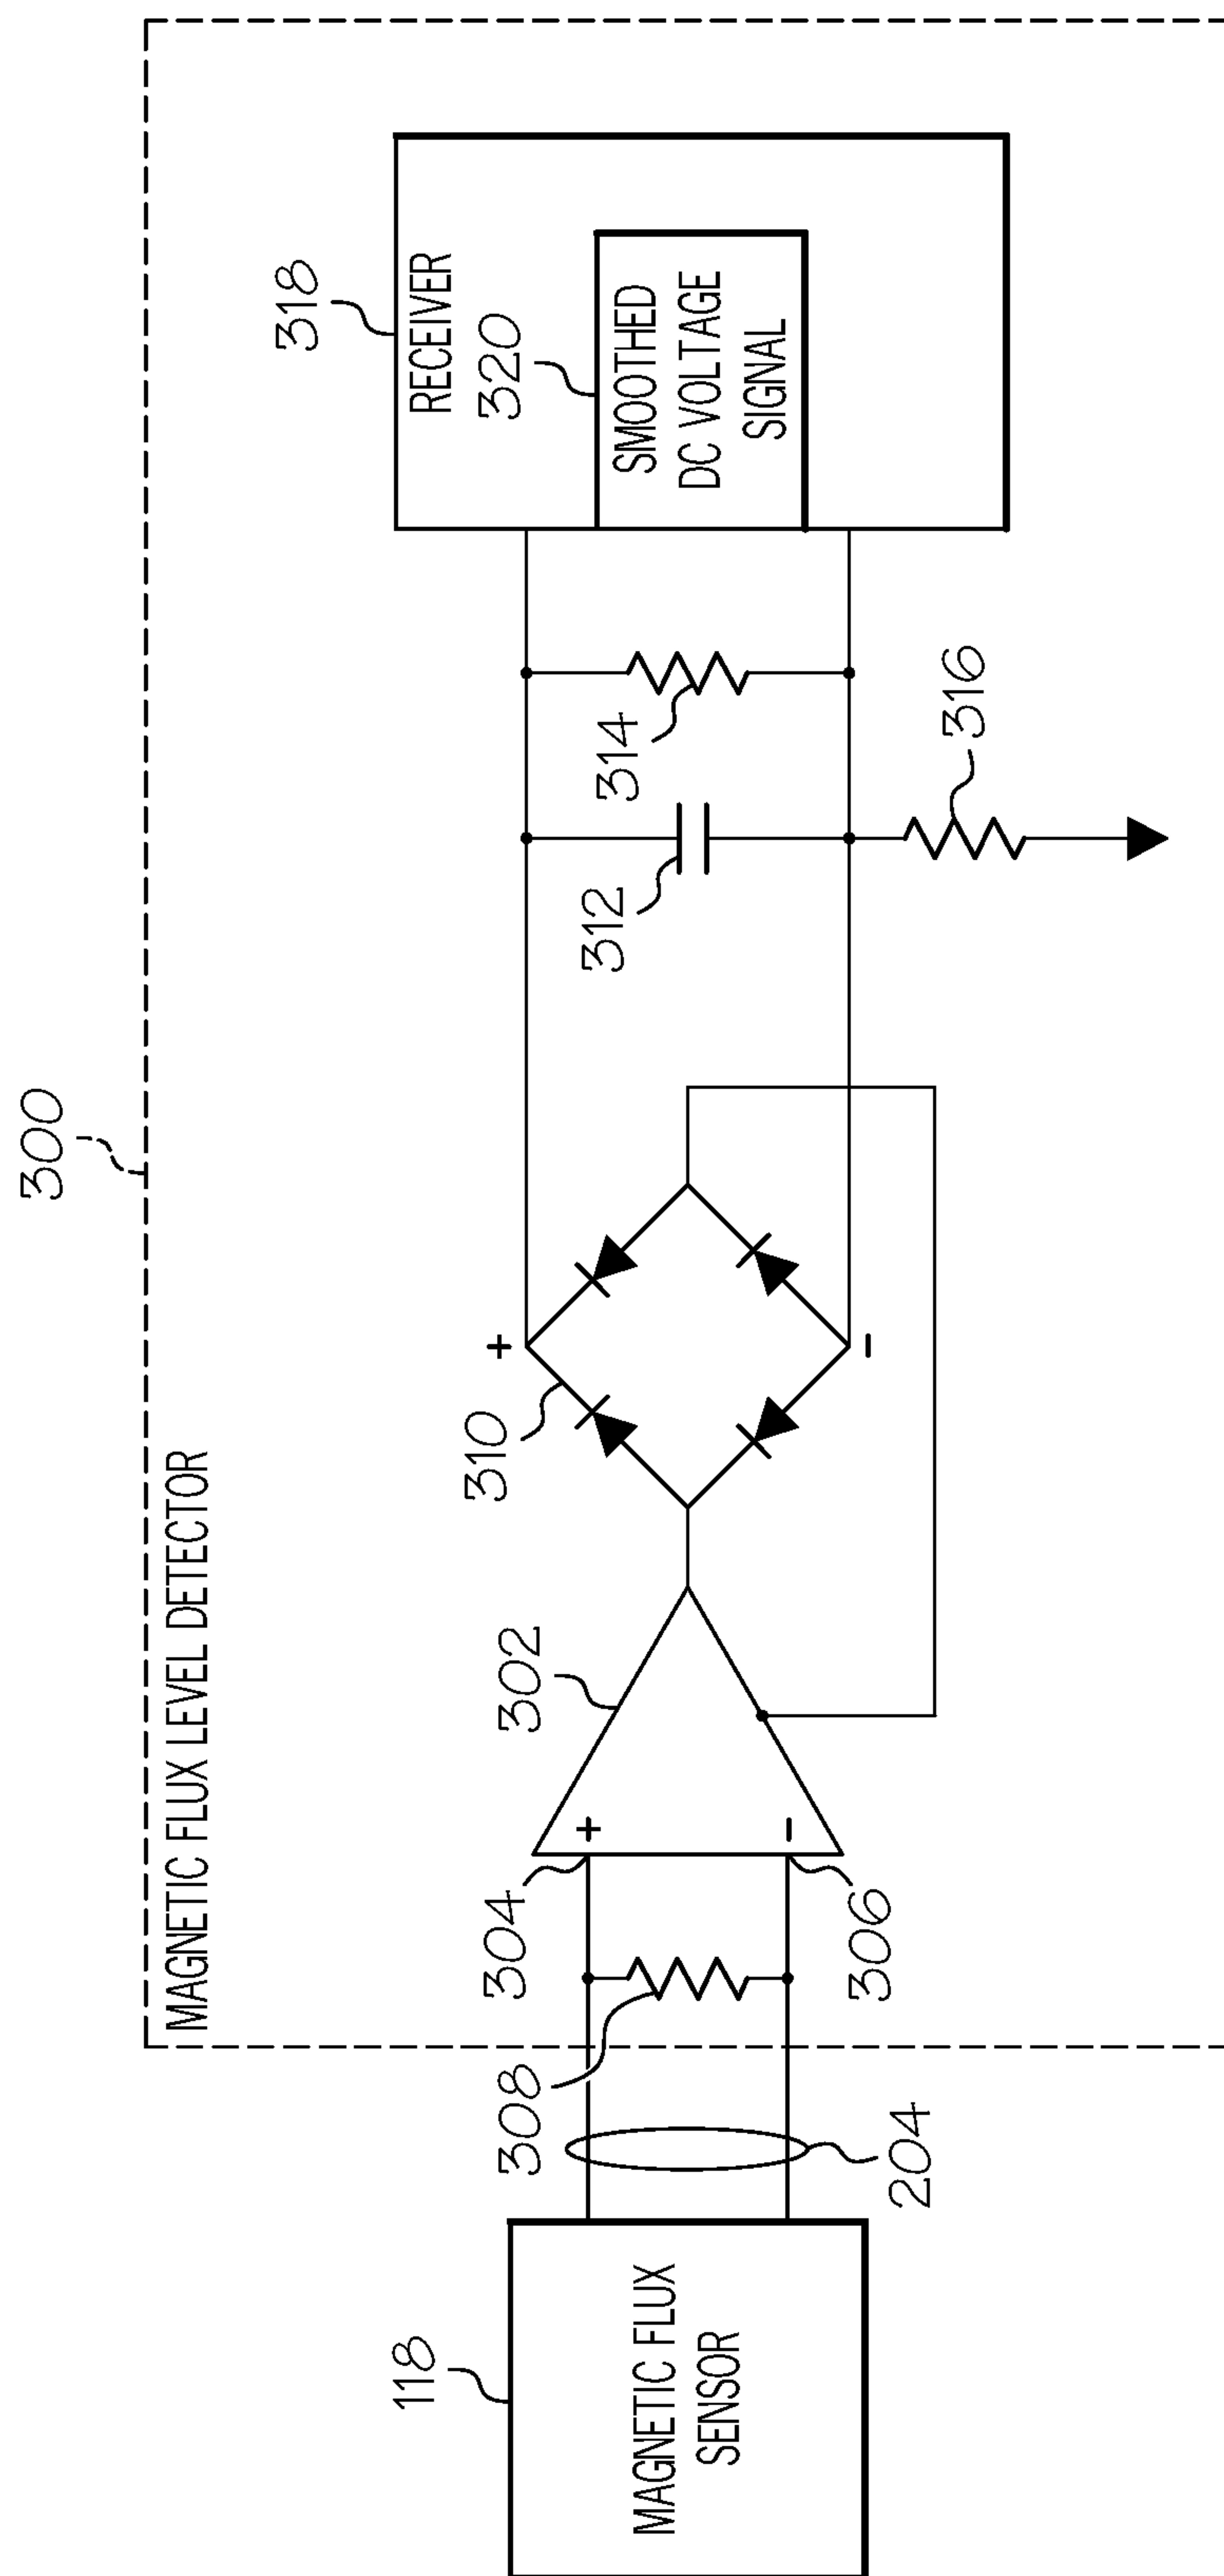 300
MAGNETIC FLUX LEVEL DETECTOR
118
MAGNETIC FLUX
SENSOR
204
308
304
306
+
−
302
310
+
−
312
314
316
318
RECEIVER
320
SMOOTHED
DC VOLTAGE
SIGNAL